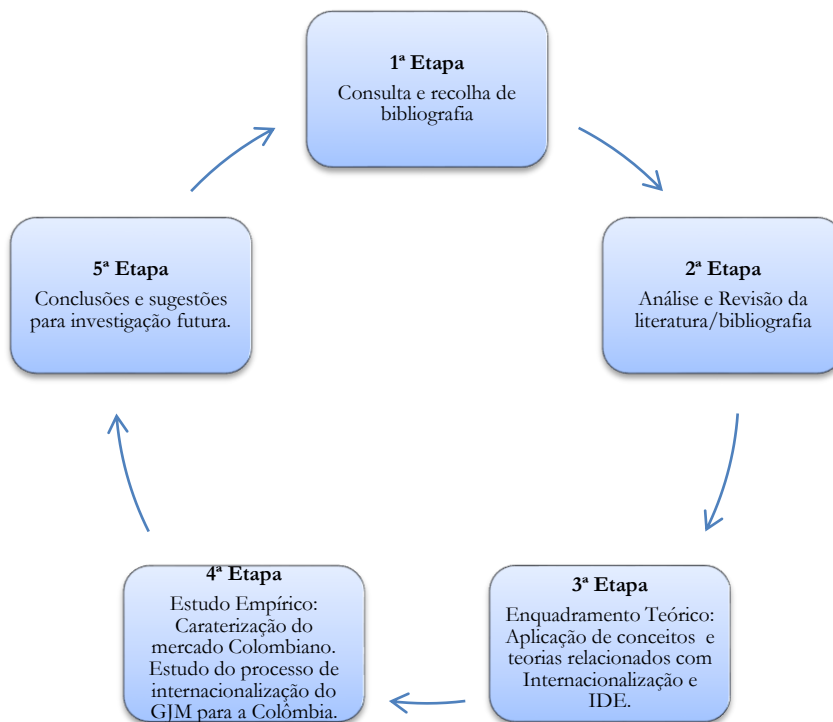 1ª Etapa
Consulta e recolha de
bibliografia
2ª Etapa
Análise e Revisão da
literatura/bibliografia
3ª Etapa
Enquadramento Teórico:
Aplicação de conceitos e
teorias relacionados com
Internacionalização e
IDE.
4ª Etapa
Estudo Empírico:
Caraterização do
mercado Colombiano.
Estudo do processo de
internacionalização do
GJM para a Colômbia.
5ª Etapa
Conclusões e sugestões
para investigação futura.